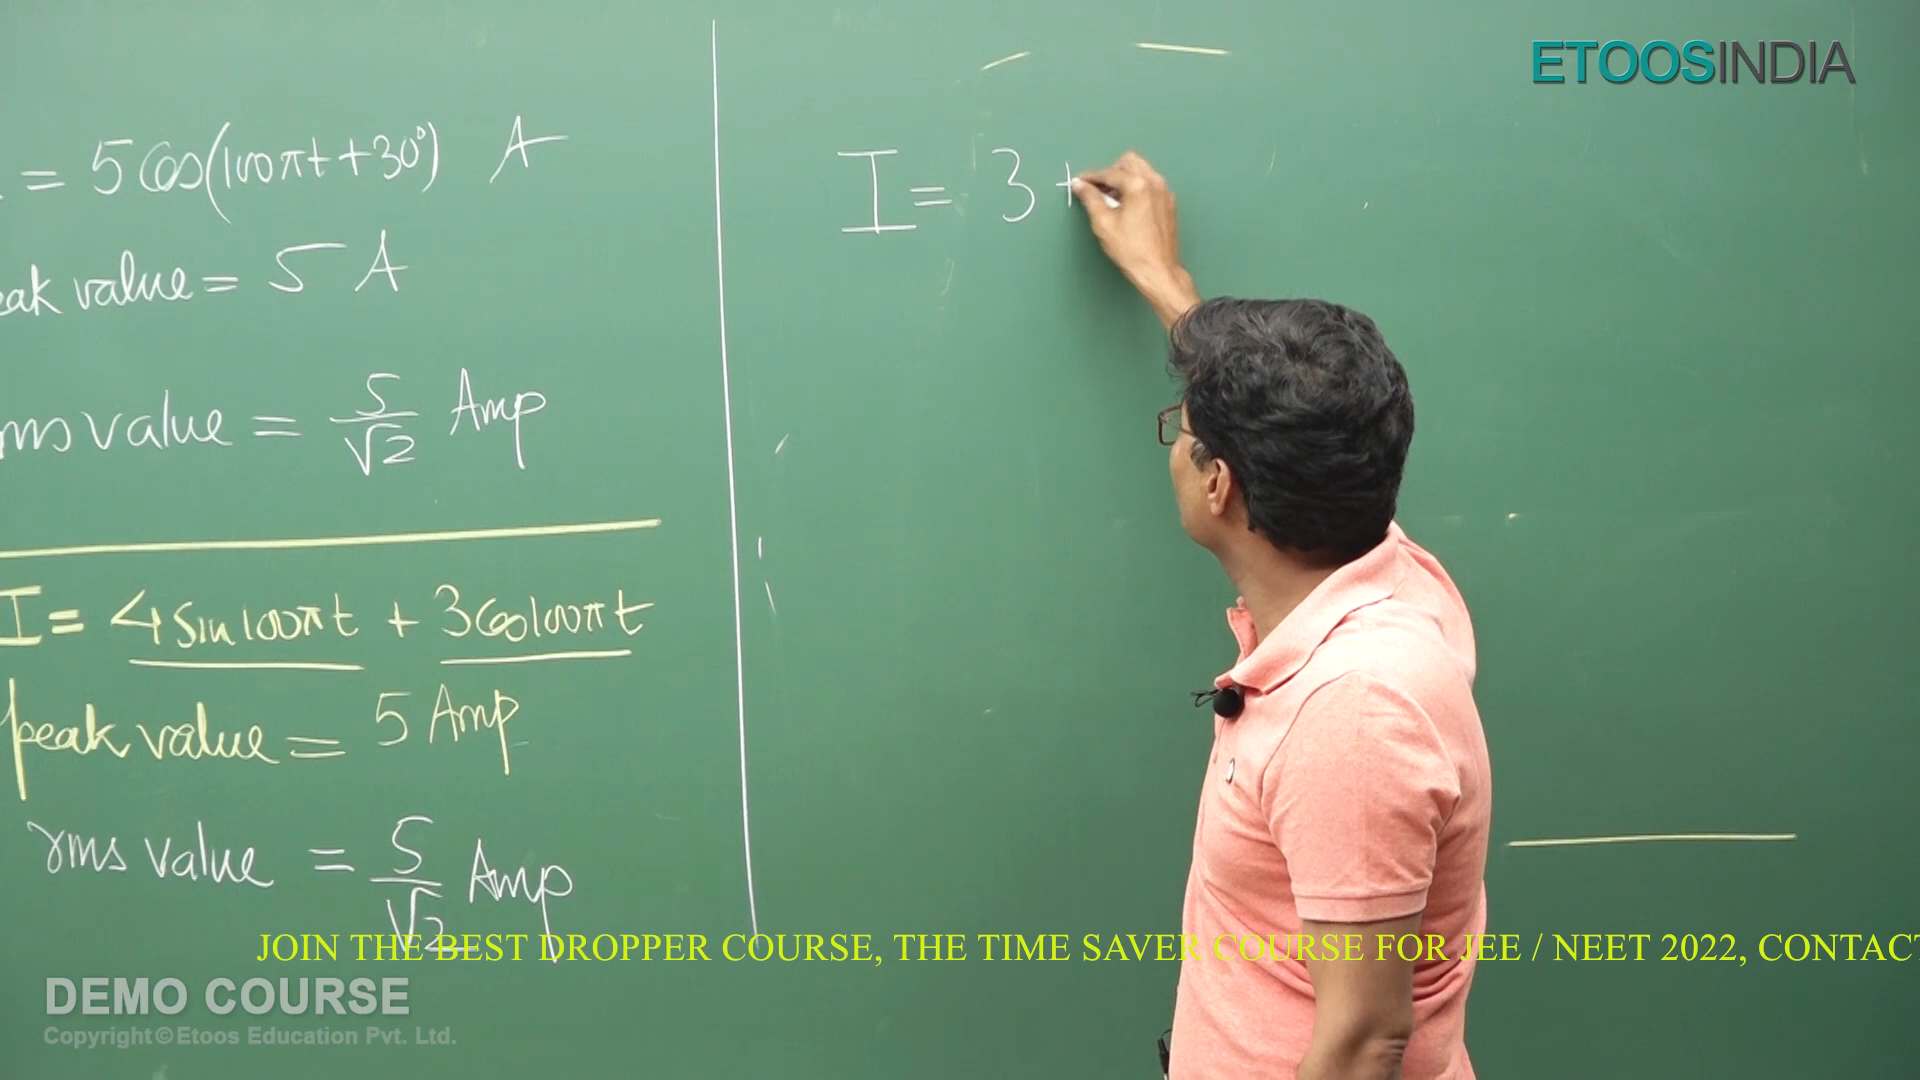 = 5 Cos(100πt + 30°) A
eak value = 5 A
ms value = 5/√2 Amp
I = 4 Sin 100πt + 3 Cos 100πt
peak value = 5 Amp
rms value = 5/√2 Amp
I = 3 +
ETOOSINDIA
JOIN THE BEST DROPPER COURSE, THE TIME SAVER COURSE FOR JEE / NEET 2022, CONTACT
DEMO COURSE
Copyright © Etoos Education Pvt. Ltd.